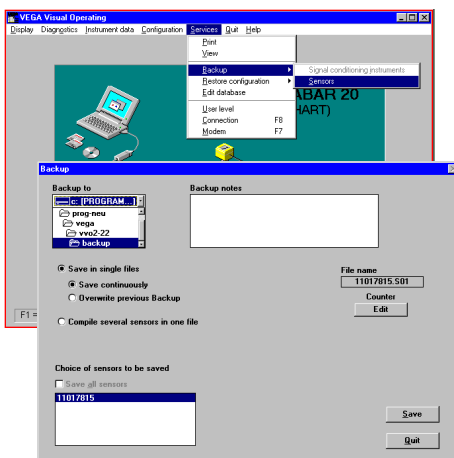 VEGA Visual Operating
Display Diagnostics Instrument data Configuration Services Quit Help
Print
View
Backup
Signal conditioning instruments
Restore configuration
Sensors
Edit database
ABAR 20
User level
HART)
Connection F8
Modem F7
Backup
Backup to
Backup notes
c: [PROGRAM...]
prog-neu
vega
vvo2-22
backup
Save in single files
File name
Save continuously
11017815.S01
Overwrite previous Backup
Counter
Edit
F1 =
Compile several sensors in one file
Choice of sensors to be saved
Save all sensors
11017815
Save
Quit